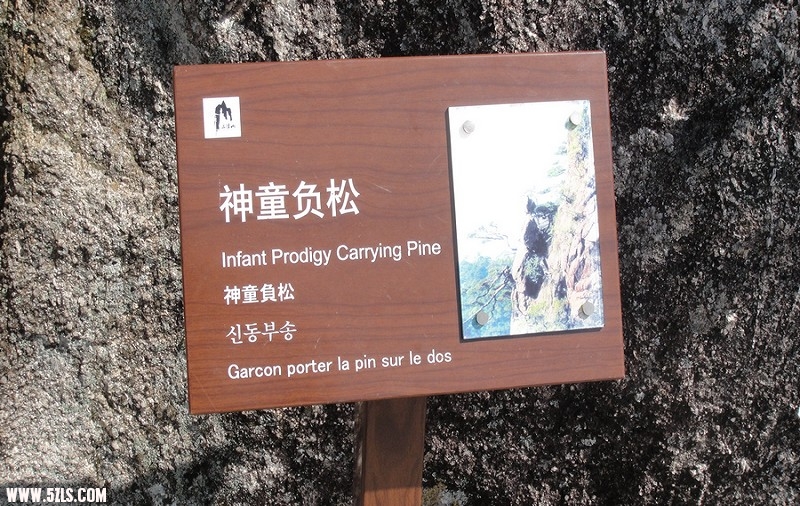 神童负松
Infant Prodigy Carrying Pine
神童負松
신동부송
Garcon porter la pin sur le dos
WWW.5ZLS.COM